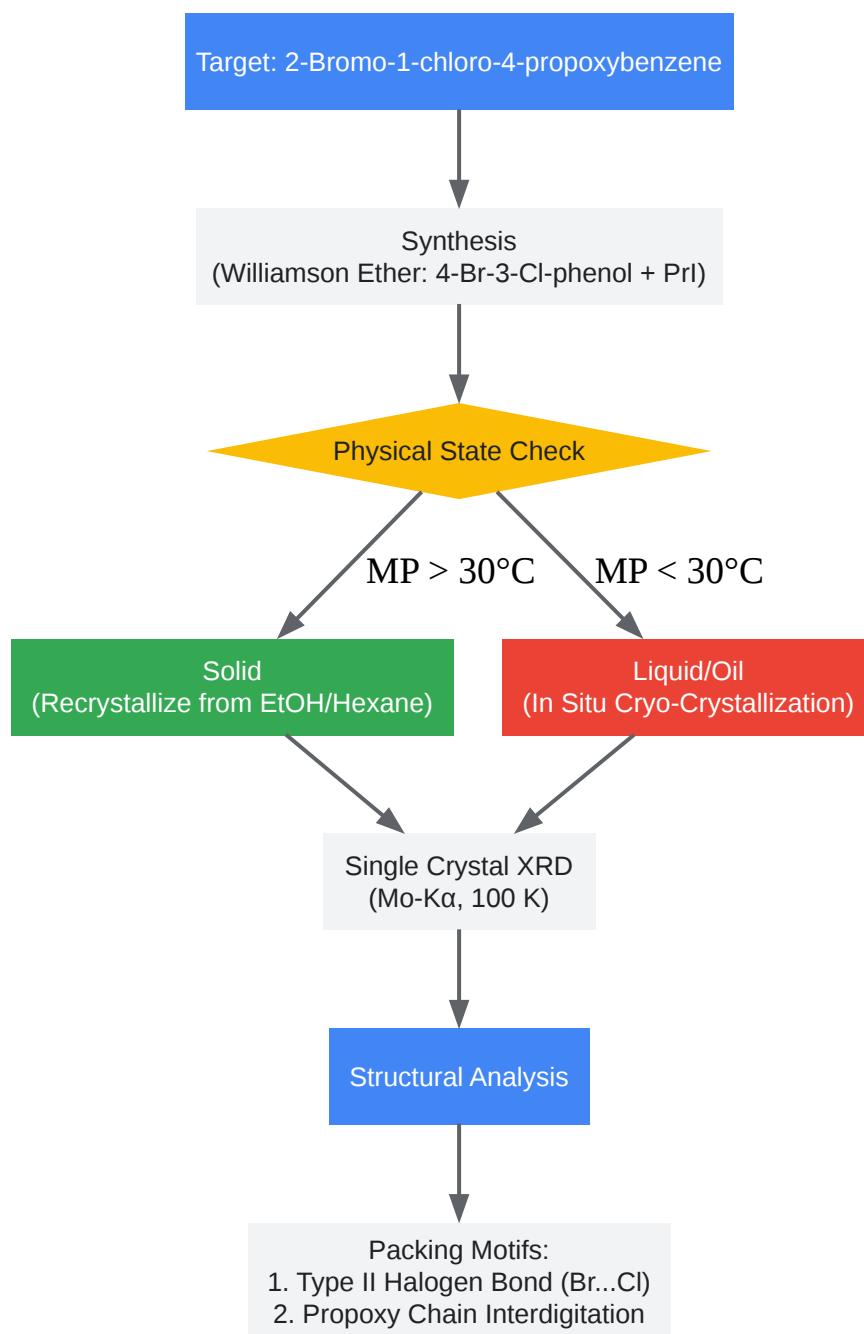 Target: 2-Bromo-1-chloro-4-propoxybenzene
Synthesis
(Williamson Ether: 4-Br-3-Cl-phenol + PrI)
Physical State Check
MP > 30°C
MP < 30°C
Solid
(Recrystallize from EtOH/Hexane)
Liquid/Oil
(In Situ Cryo-Crystallization)
Single Crystal XRD
(Mo-Kα, 100 K)
Structural Analysis
Packing Motifs:
1. Type II Halogen Bond (Br...Cl)
2. Propoxy Chain Interdigitation